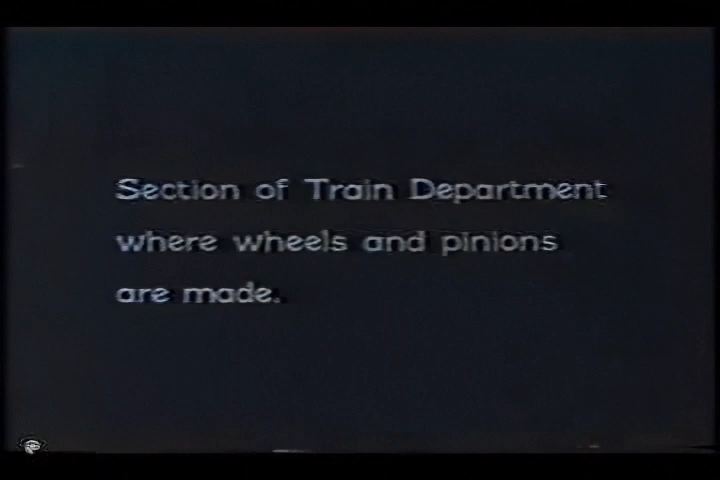 Section of Train Department
where wheels and pinions
are made.